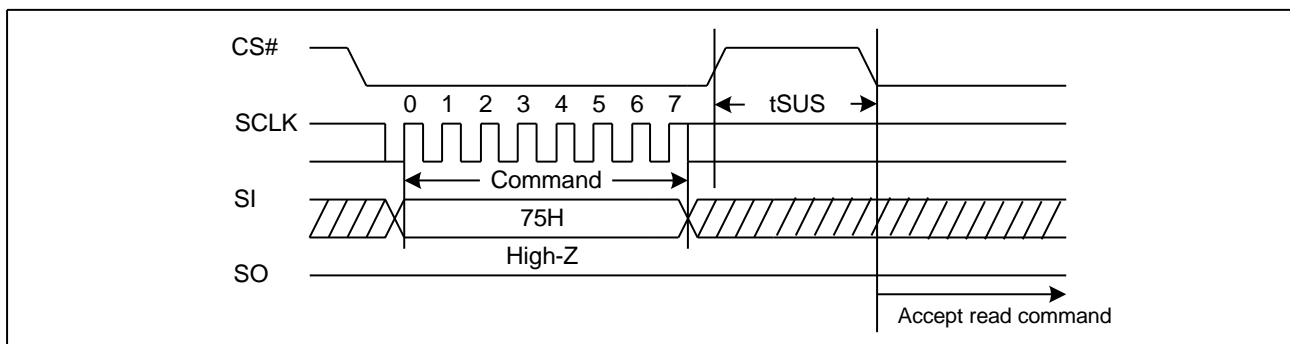 CS#
tSUS
0 1 2 3 4 5 6 7
SCLK
Command
SI
75H
High-Z
SO
Accept read command